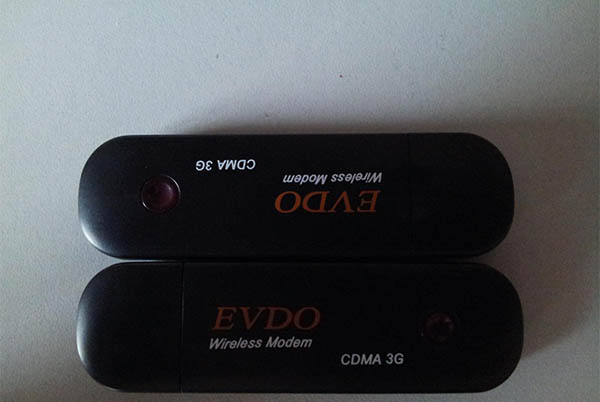 CDMA 3G
Wireless Modem
EVDO
EVDO
Wireless Modem
CDMA 3G